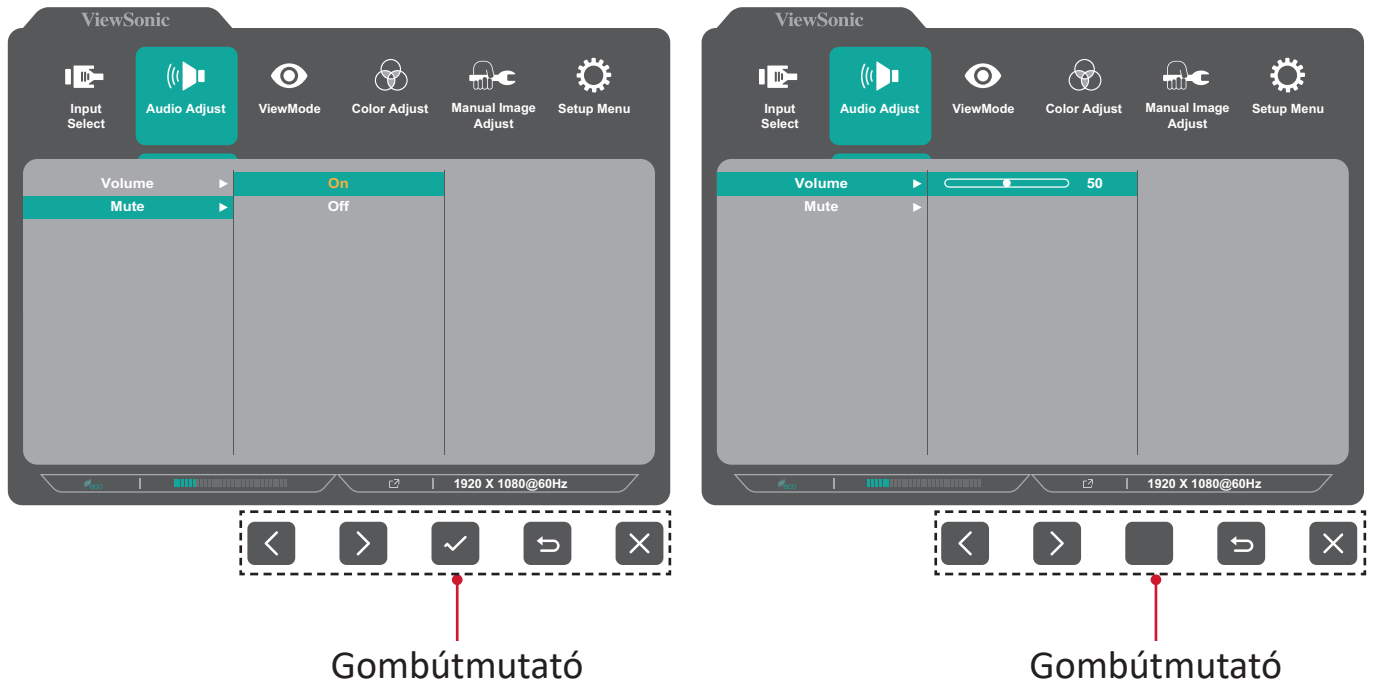 ViewSonic
Input
Select
Audio Adjust
ViewMode
Color Adjust
Manual Image
Adjust
Setup Menu
Volume
On
Mute
Off
eco
1920 X 1080@60Hz
Gombútmutató
ViewSonic
Input
Select
Audio Adjust
ViewMode
Color Adjust
Manual Image
Adjust
Setup Menu
Volume
50
Mute
eco
1920 X 1080@60Hz
Gombútmutató